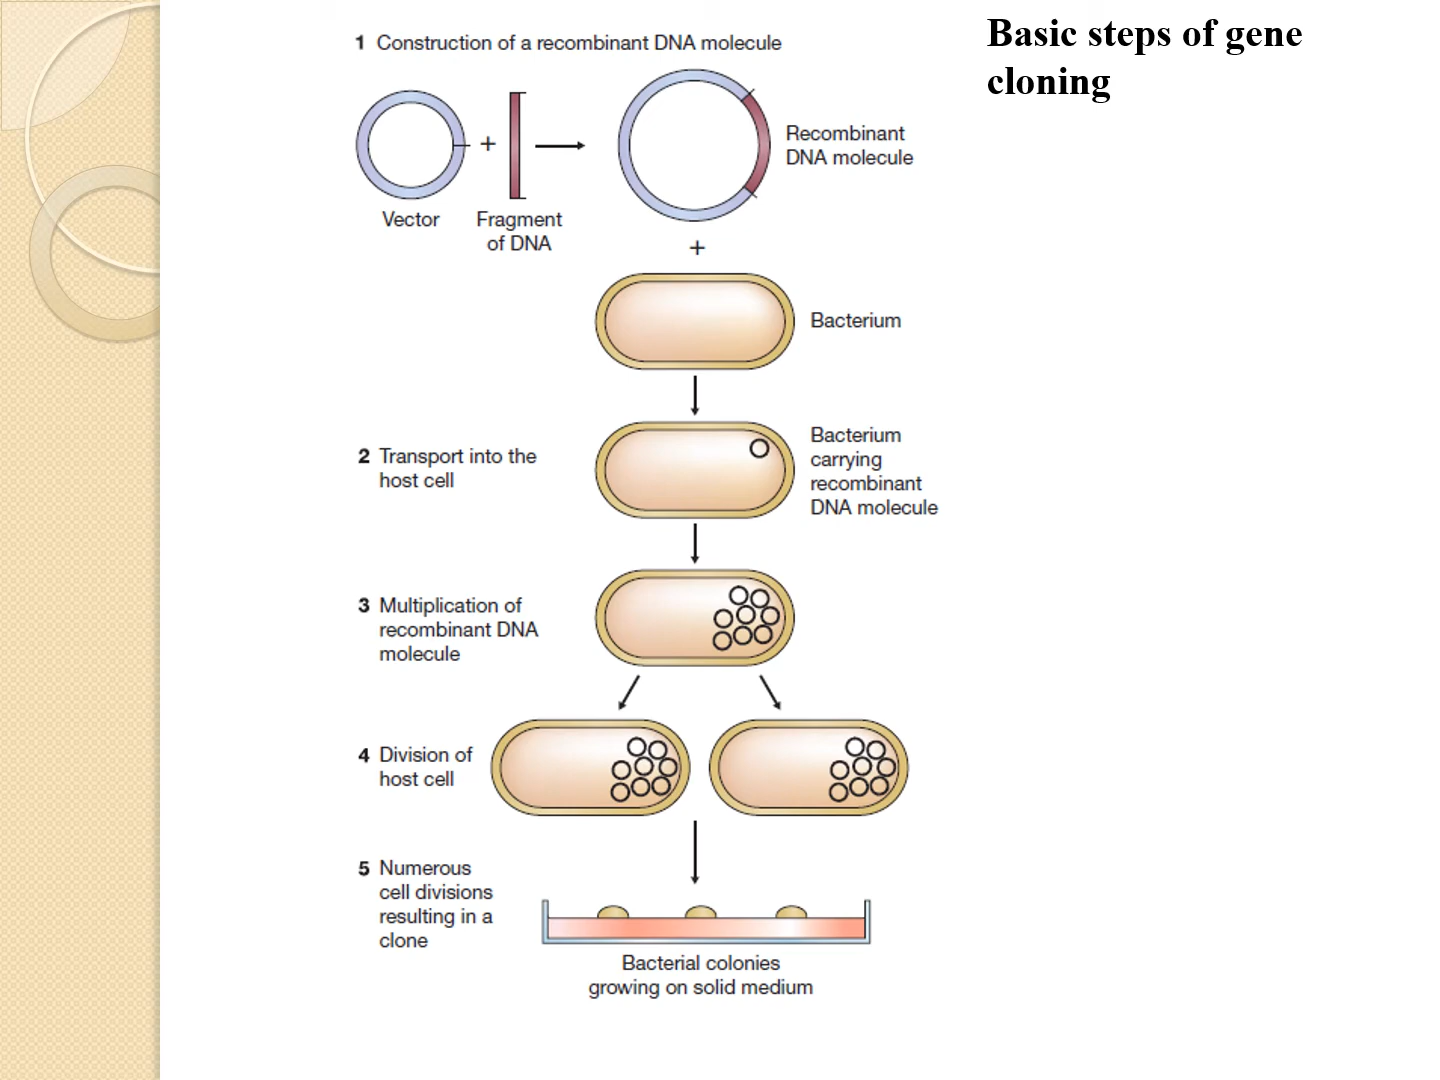 Basic steps of gene
cloning
1 Construction of a recombinant DNA molecule
+
Recombinant
DNA molecule
Vector
Fragment
of DNA
+
Bacterium
2 Transport into the
host cell
Bacterium
carrying
recombinant
DNA molecule
3 Multiplication of
recombinant DNA
molecule
4 Division of
host cell
5 Numerous
cell divisions
resulting in a
clone
Bacterial colonies
growing on solid medium